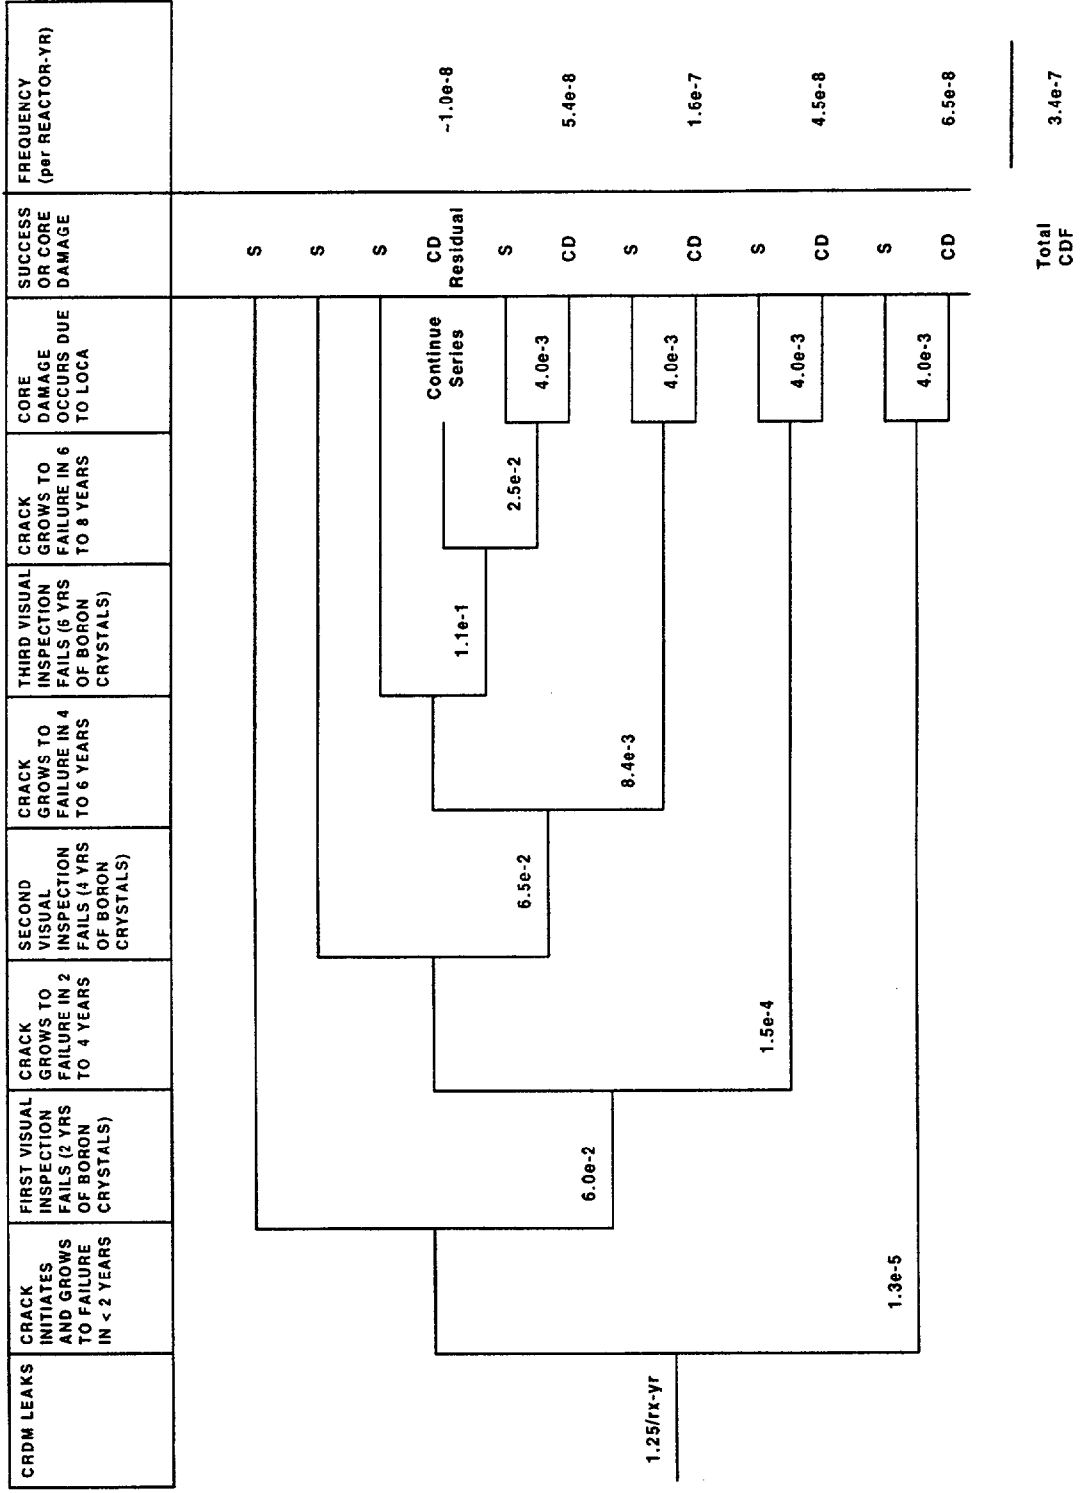 CRDM LEAKS
CRACK
INITIATES
AND GROWS
TO FAILURE
IN < 2 YEARS
FIRST VISUAL
INSPECTION
FAILS (2 YRS
OF BORON
CRYSTALS)
CRACK
GROWS TO
FAILURE IN 2
TO 4 YEARS
SECOND
VISUAL
INSPECTION
FAILS (4 YRS
OF BORON
CRYSTALS)
CRACK
GROWS TO
FAILURE IN 4
TO 6 YEARS
THIRD VISUAL
INSPECTION
FAILS (6 YRS
OF BORON
CRYSTALS)
CRACK
GROWS TO
FAILURE IN 6
TO 8 YEARS
CORE
DAMAGE
OCCURS DUE
TO LOCA
SUCCESS
OR CORE
DAMAGE
FREQUENCY
(per REACTOR-YR)
S
S
S
Continue
Series
CD
Residual
~1.0e-8
1.1e-1
2.5e-2
S
4.0e-3
CD
5.4e-8
6.5e-2
6.0e-2
8.4e-3
S
4.0e-3
CD
1.6e-7
1.25/rx-yr
1.5e-4
S
4.0e-3
CD
4.5e-8
1.3e-5
S
4.0e-3
CD
6.5e-8
Total
CDF
3.4e-7